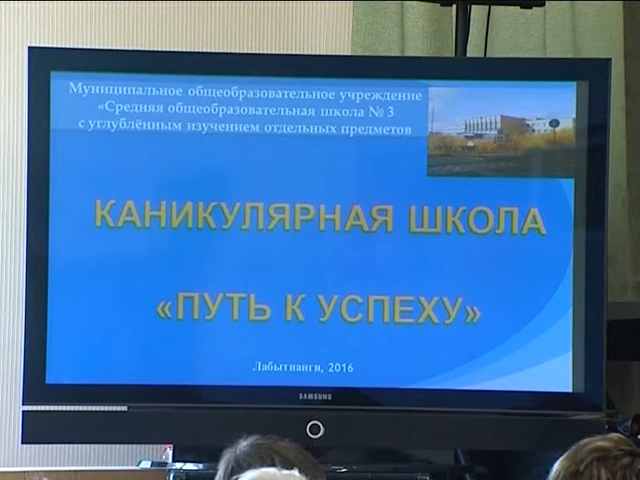 Муниципальное общеобразовательное учреждение
«Средняя общеобразовательная школа № 3
с углублённым изучением отдельных предметов
КАНИКУЛЯРНАЯ ШКОЛА
«ПУТЬ К УСПЕХУ»
Лабытнанги, 2016
SAMSUNG